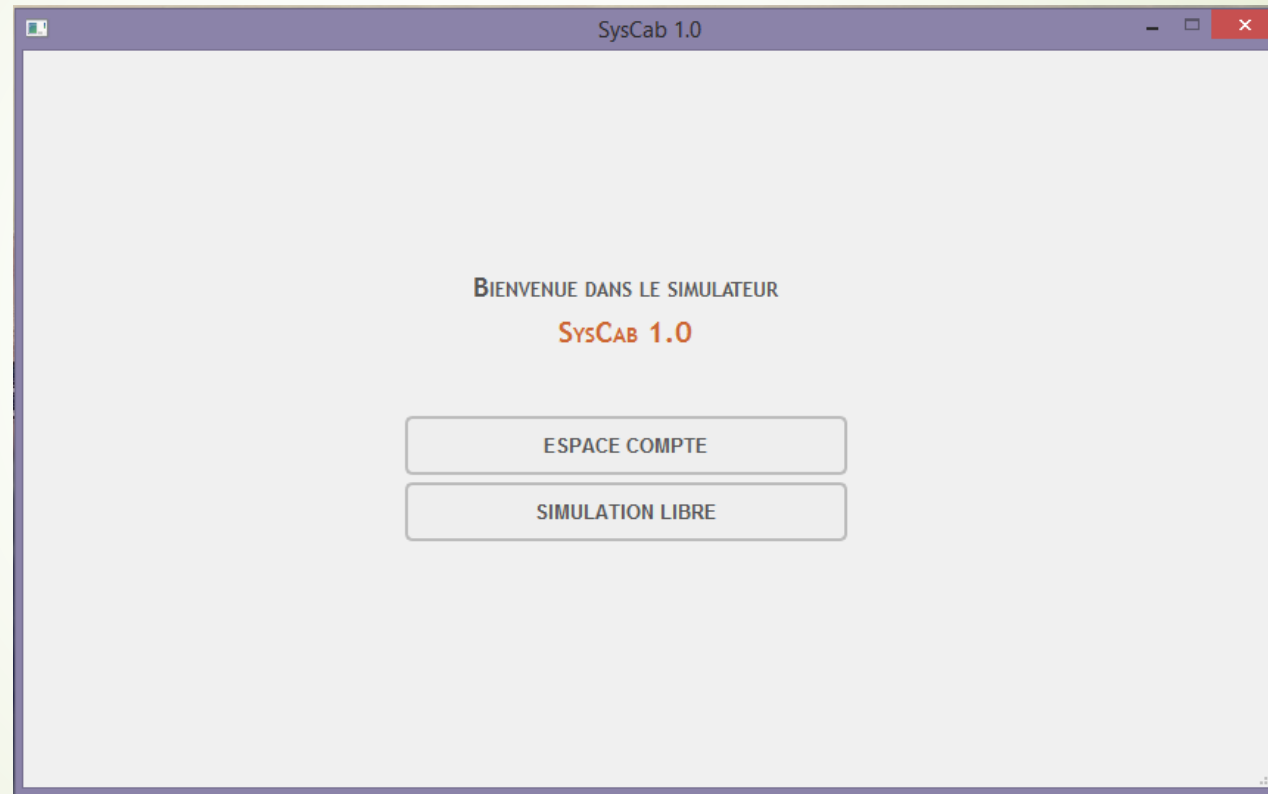 SysCab 1.0
Bienvenue dans le simulateur
SysCab 1.0
ESPACE COMPTE
SIMULATION LIBRE